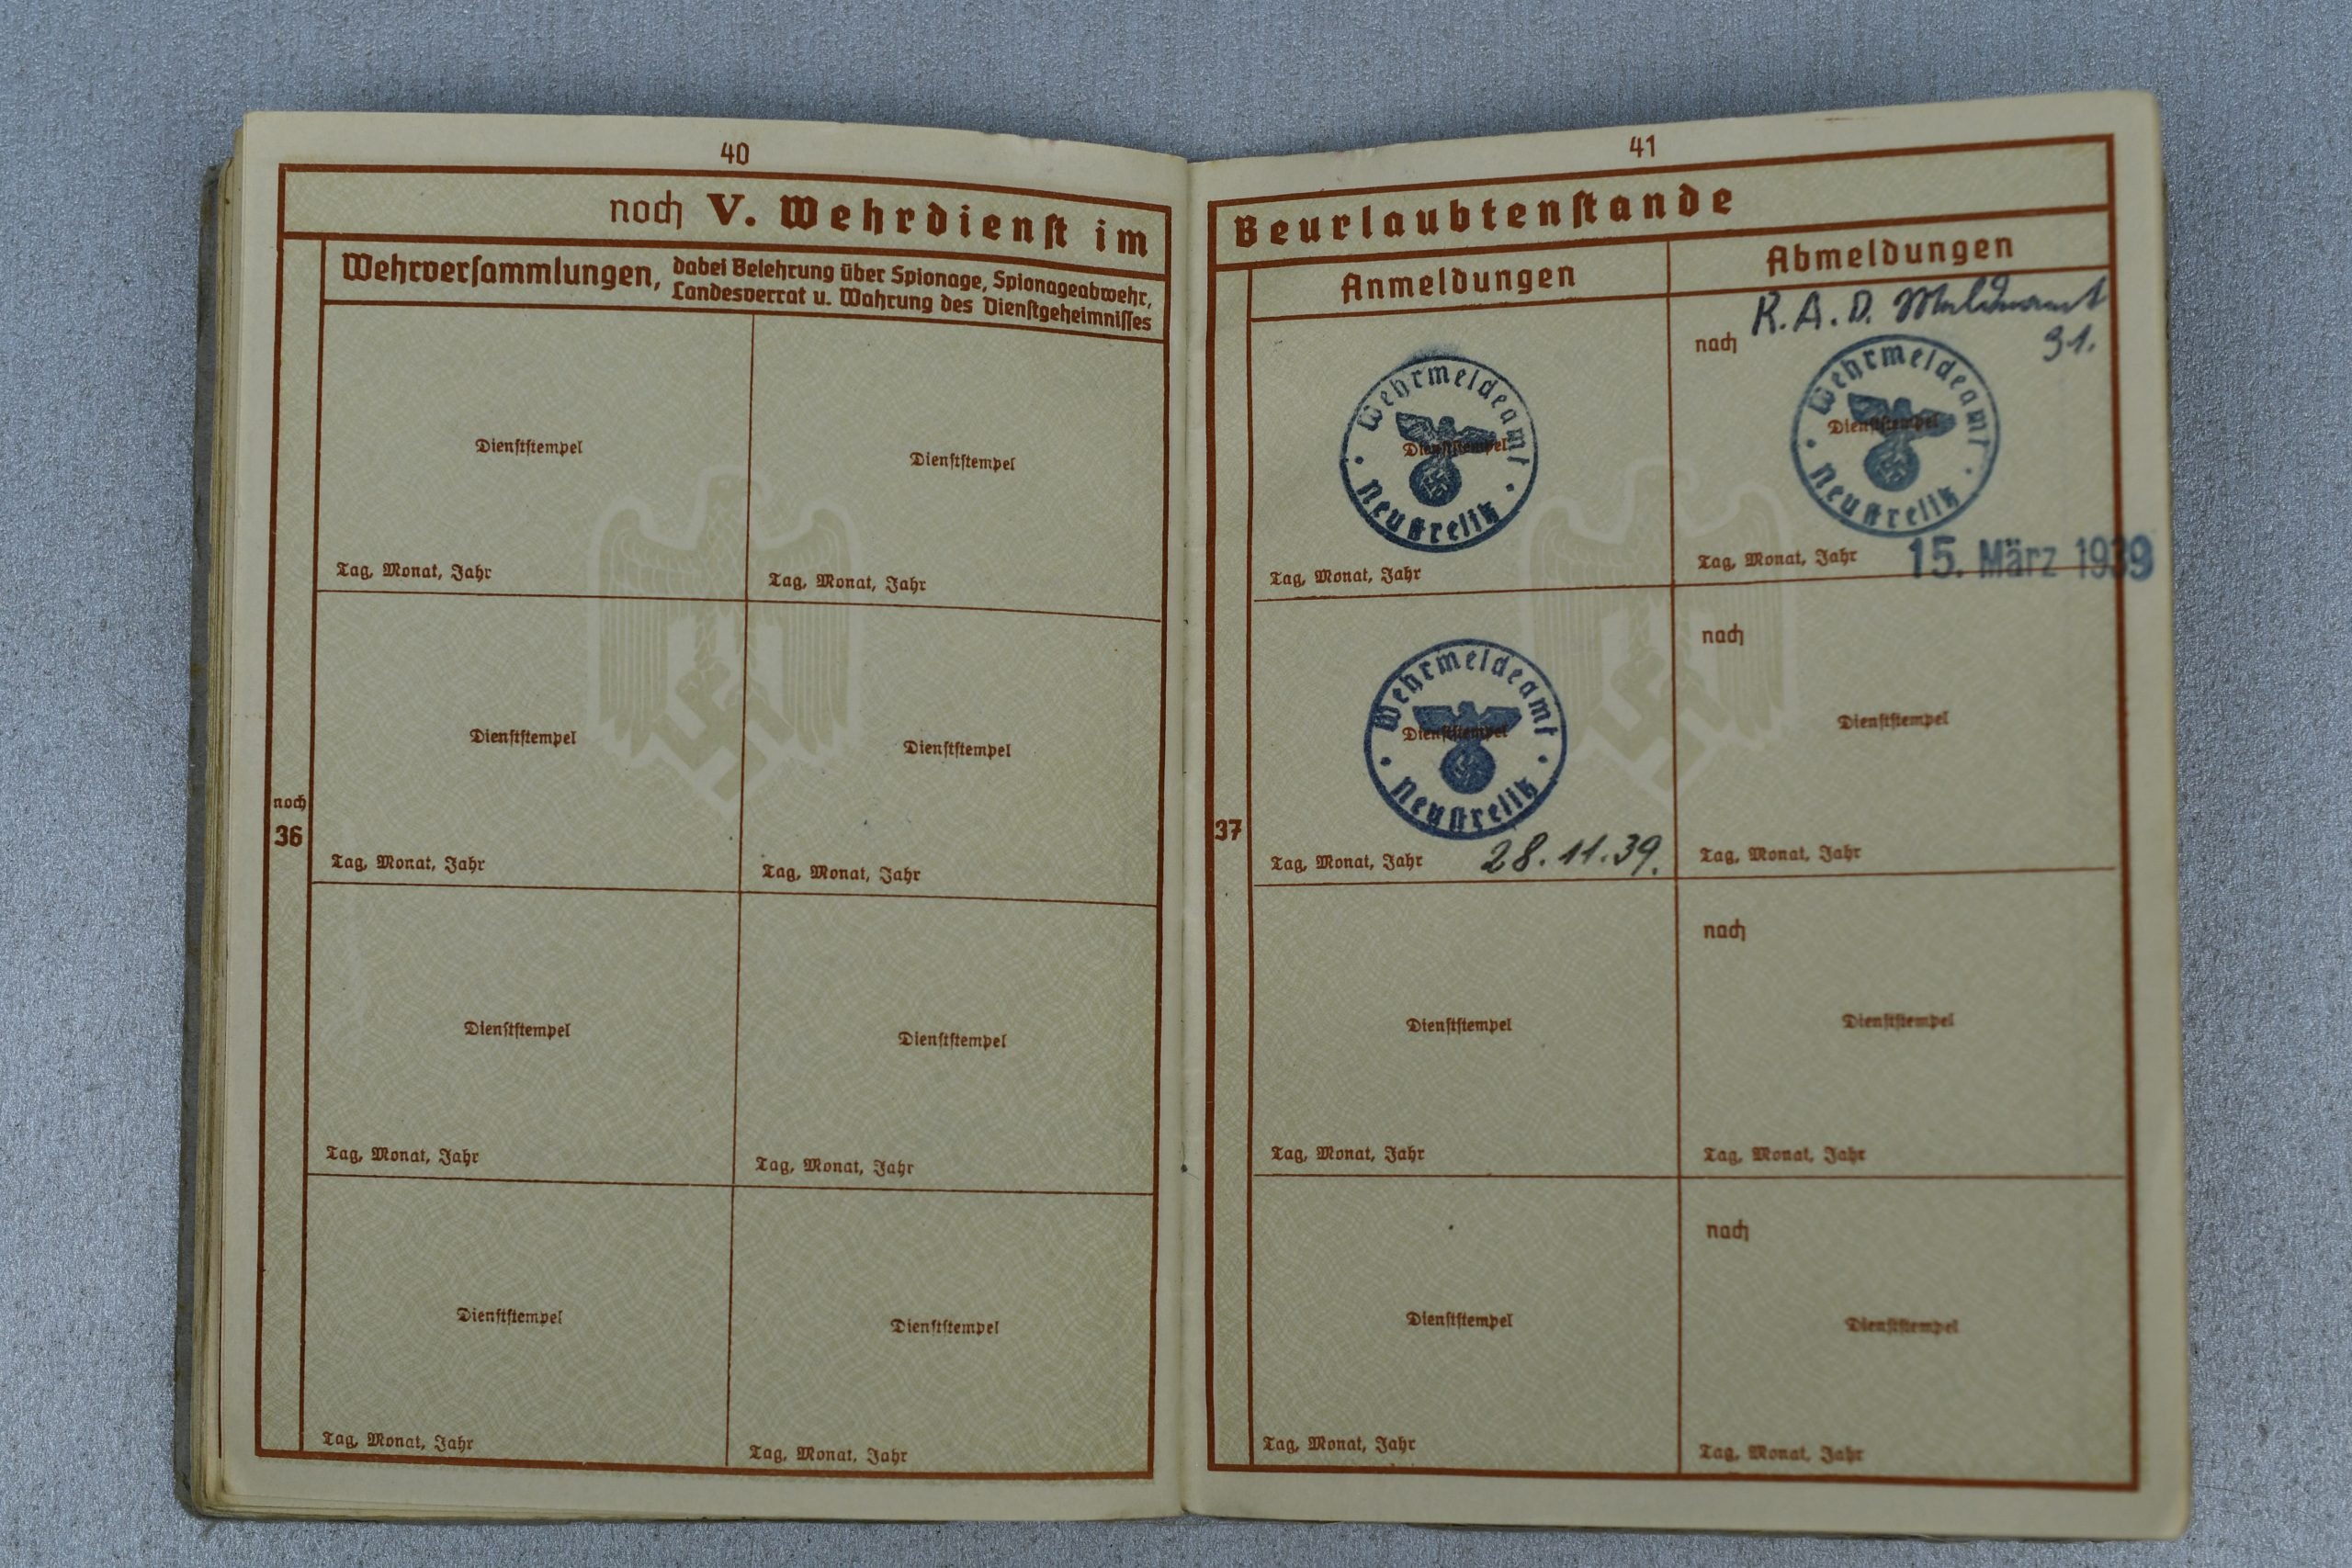 40
noch V. Wehrdienst im
Wehrversammlungen, dabei Belehrung über Spionage, Spionageabwehr,
Landesverrat u. Wahrung des Dienstgeheimnisses
Dienststempel
Dienststempel
Tag, Monat, Jahr
Tag, Monat, Jahr
Dienststempel
Dienststempel
noch
36
Tag, Monat, Jahr
Tag, Monat, Jahr
Dienststempel
Dienststempel
Tag, Monat, Jahr
Tag, Monat, Jahr
Dienststempel
Dienststempel
Tag, Monat, Jahr
Tag, Monat, Jahr
41
Beurlaubtenstande
Anmeldungen
Abmeldungen
R.A.D. Meldeamt
nach
91.
Wehrmeldeamt
Dienststempel
Neustrelitz
Wehrmeldeamt
Dienststempel
Neustrelitz
Tag, Monat, Jahr
Tag, Monat, Jahr 15. März 1939
nach
Wehrmeldeamt
Dienststempel
Neustrelitz
Dienststempel
37
Tag, Monat, Jahr 28.11.39.
Tag, Monat, Jahr
nach
Dienststempel
Dienststempel
Tag, Monat, Jahr
Tag, Monat, Jahr
nach
Dienststempel
Dienststempel
Tag, Monat, Jahr
Tag, Monat, Jahr